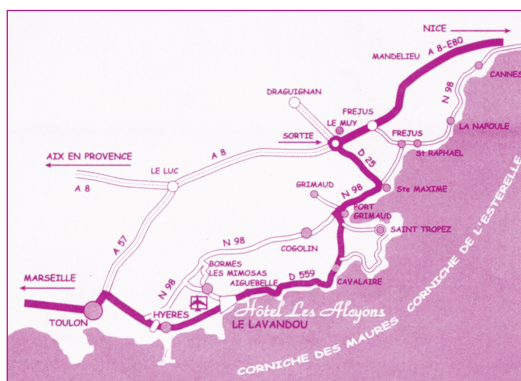 NICE
MANDELIEU
A 8-E80
CANNES
DRAGUIGNAN
N 98
FREJUS
LE MUY
LA NAPOULE
SORTIE
FREJUS
St RAPHAEL
AIX EN PROVENCE
A 8
A 8
D 25
LE LUC
GRIMAUD
N 98
Ste MAXIME
PORT
GRIMAUD
SAINT TROPEZ
A 57
N 98
COGOLIN
MARSEILLE
BORMES
LES MIMOSAS
N 98
AIGUEBELLE
D 559
CAVALAIRE
TOULON
HYERES
Hôtel Les Alcyons
LE LAVANDOU
CORNICHE DES MAURES
CORNICHE DE L'ESTERELLE